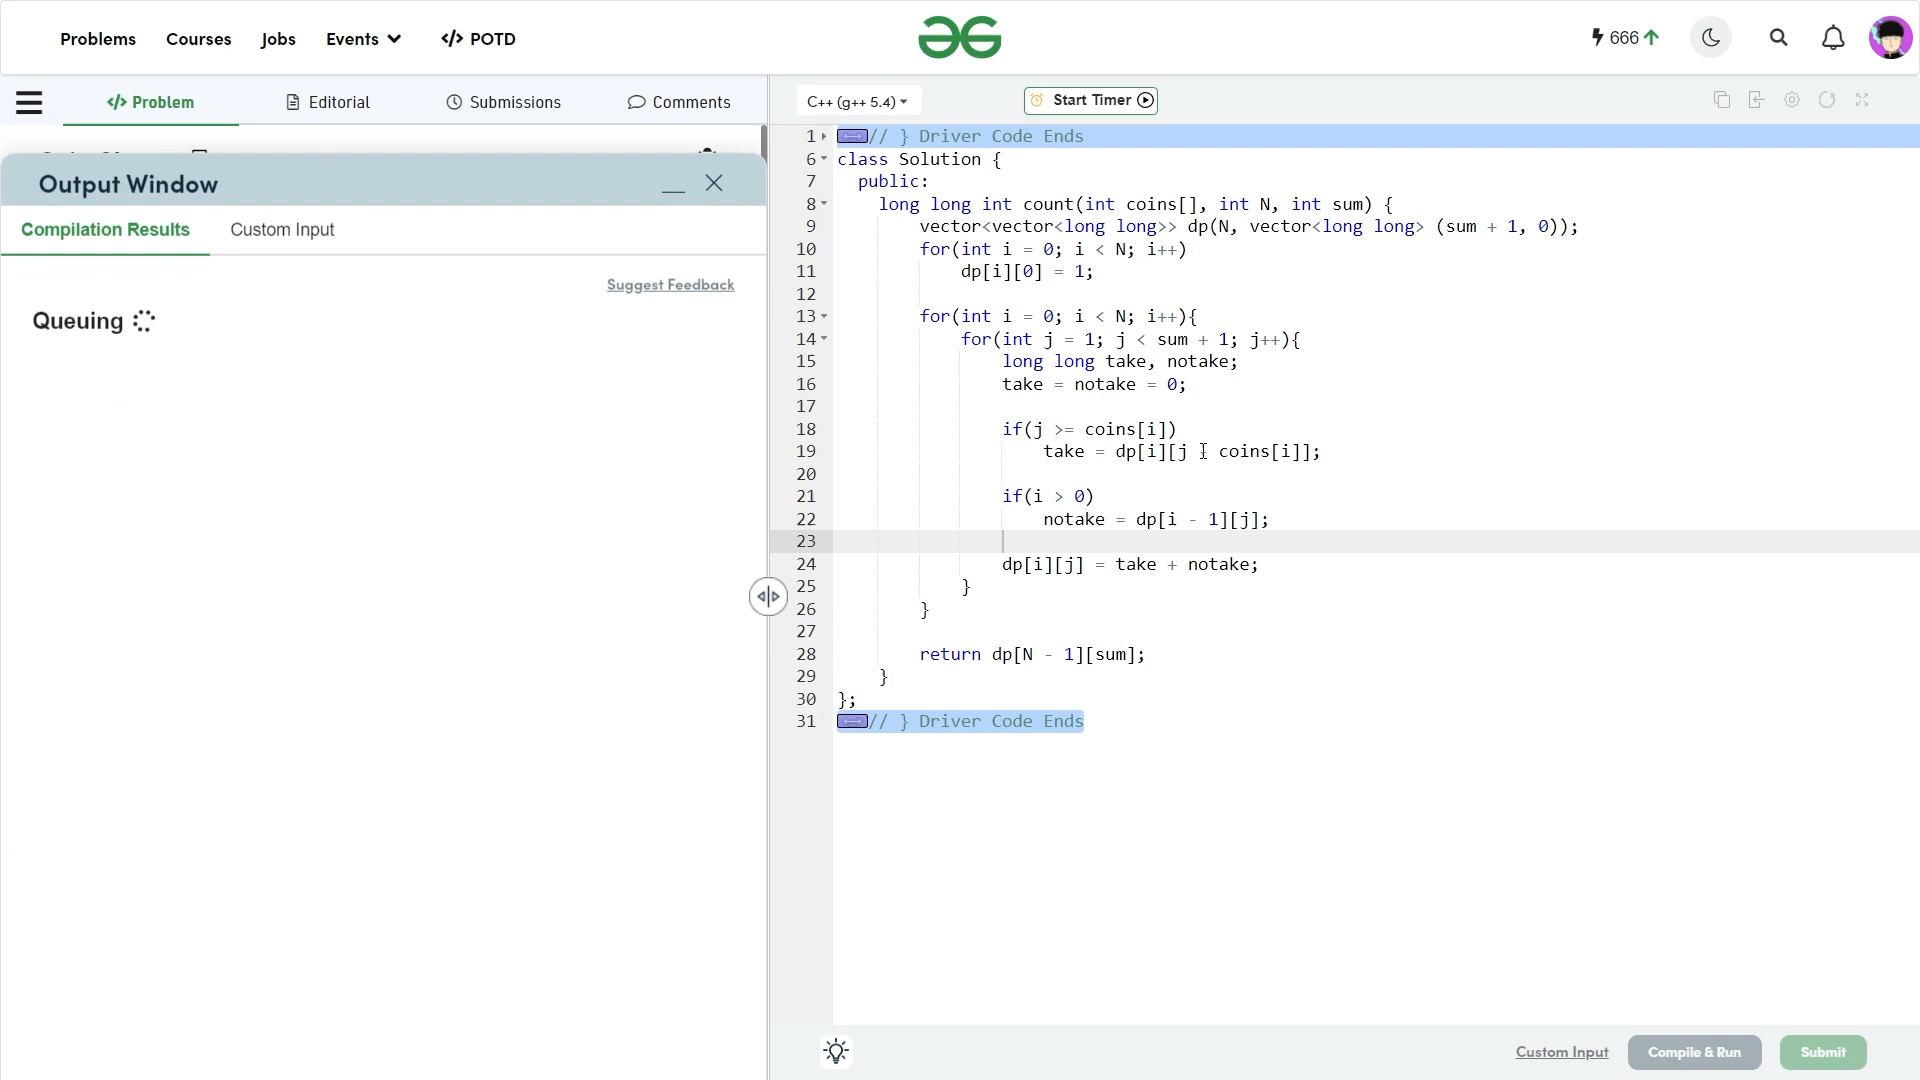 Problems Courses Jobs Events </> POTD
666
</> Problem Editorial Submissions Comments
C++ (g++ 5.4) Start Timer
Output Window
Compilation Results Custom Input
Suggest Feedback
Queuing
1 // } Driver Code Ends
6 class Solution {
7 public:
8 long long int count(int coins[], int N, int sum) {
9 vector<vector<long long>> dp(N, vector<long long> (sum + 1, 0));
10 for(int i = 0; i < N; i++)
11 dp[i][0] = 1;
12
13 for(int i = 0; i < N; i++){
14 for(int j = 1; j < sum + 1; j++){
15 long long take, notake;
16 take = notake = 0;
17
18 if(j >= coins[i])
19 take = dp[i][j coins[i]];
20
21 if(i > 0)
22 notake = dp[i - 1][j];
23
24 dp[i][j] = take + notake;
25 }
26 }
27
28 return dp[N - 1][sum];
29 }
30 };
31 // } Driver Code Ends
Custom Input Compile & Run Submit